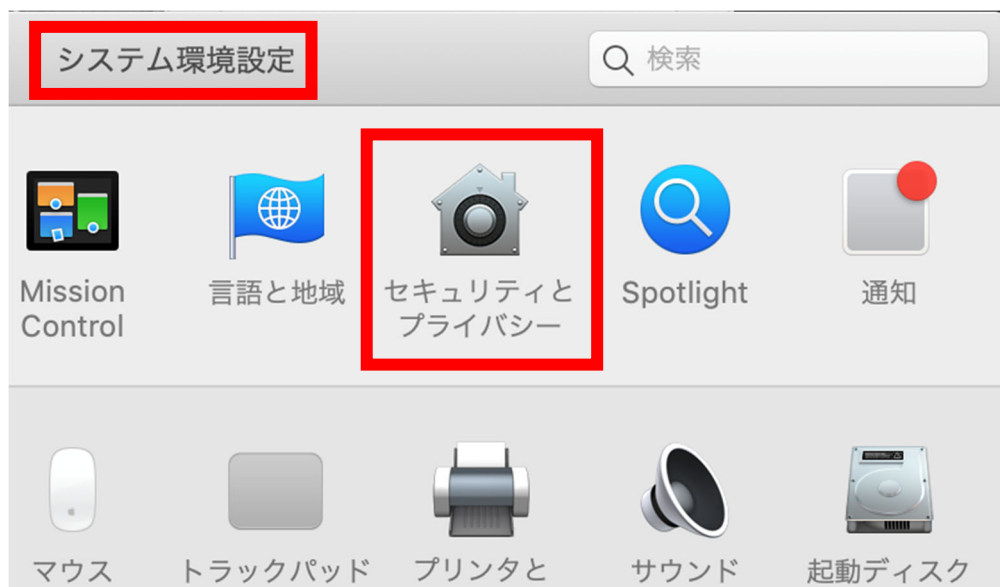 システム環境設定
検索
Mission
Control
言語と地域
セキュリティと
プライバシー
Spotlight
通知
マウス
トラックパッド
プリンタと
サウンド
起動ディスク